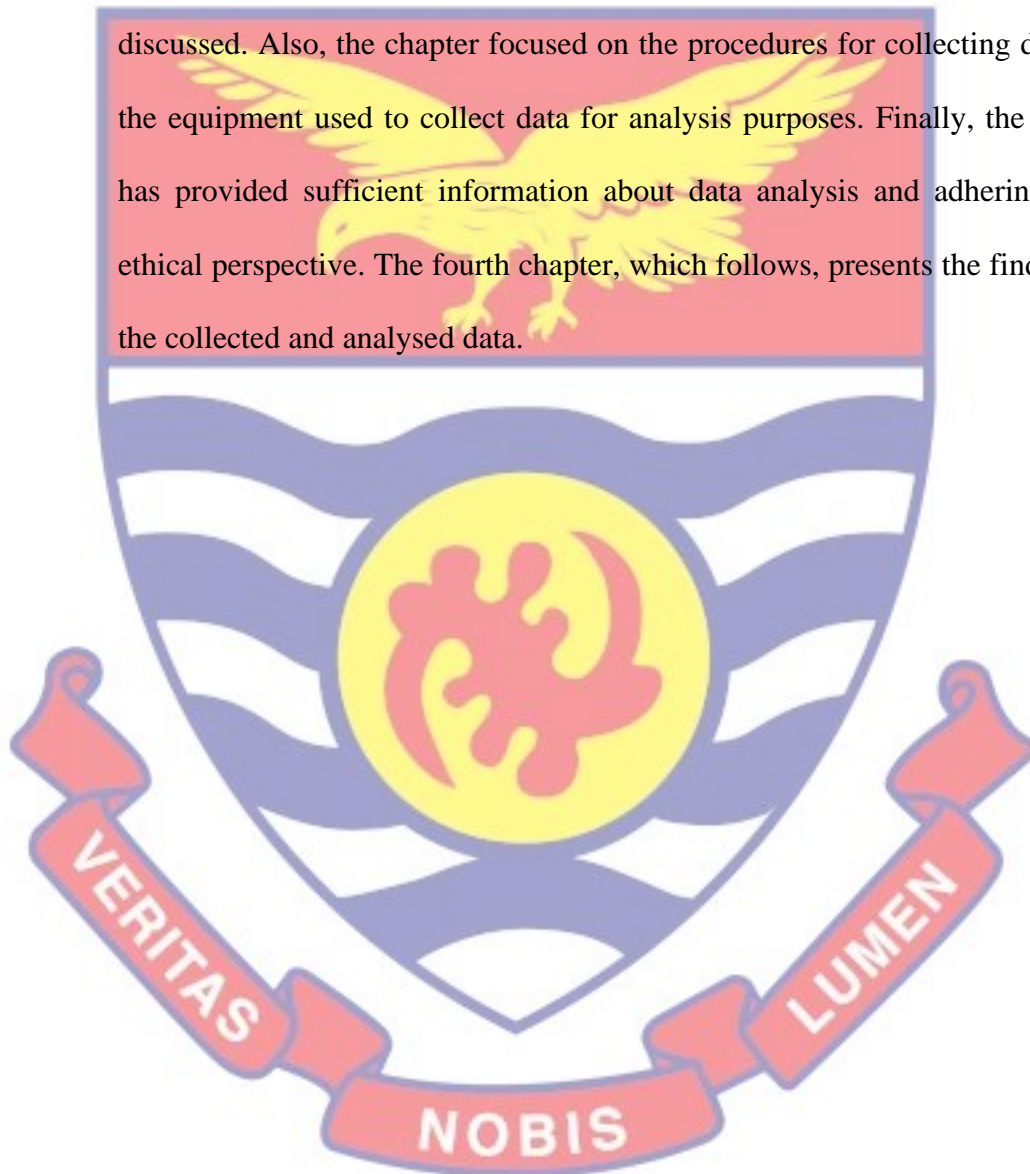 discussed. Also, the chapter focused on the procedures for collecting
the equipment used to collect data for analysis purposes. Finally, the
has provided sufficient information about data analysis and
ethical perspective. The fourth chapter, which follows, presents the
the collected and analysed data.
VERITAS
NOBIS
LUMEN